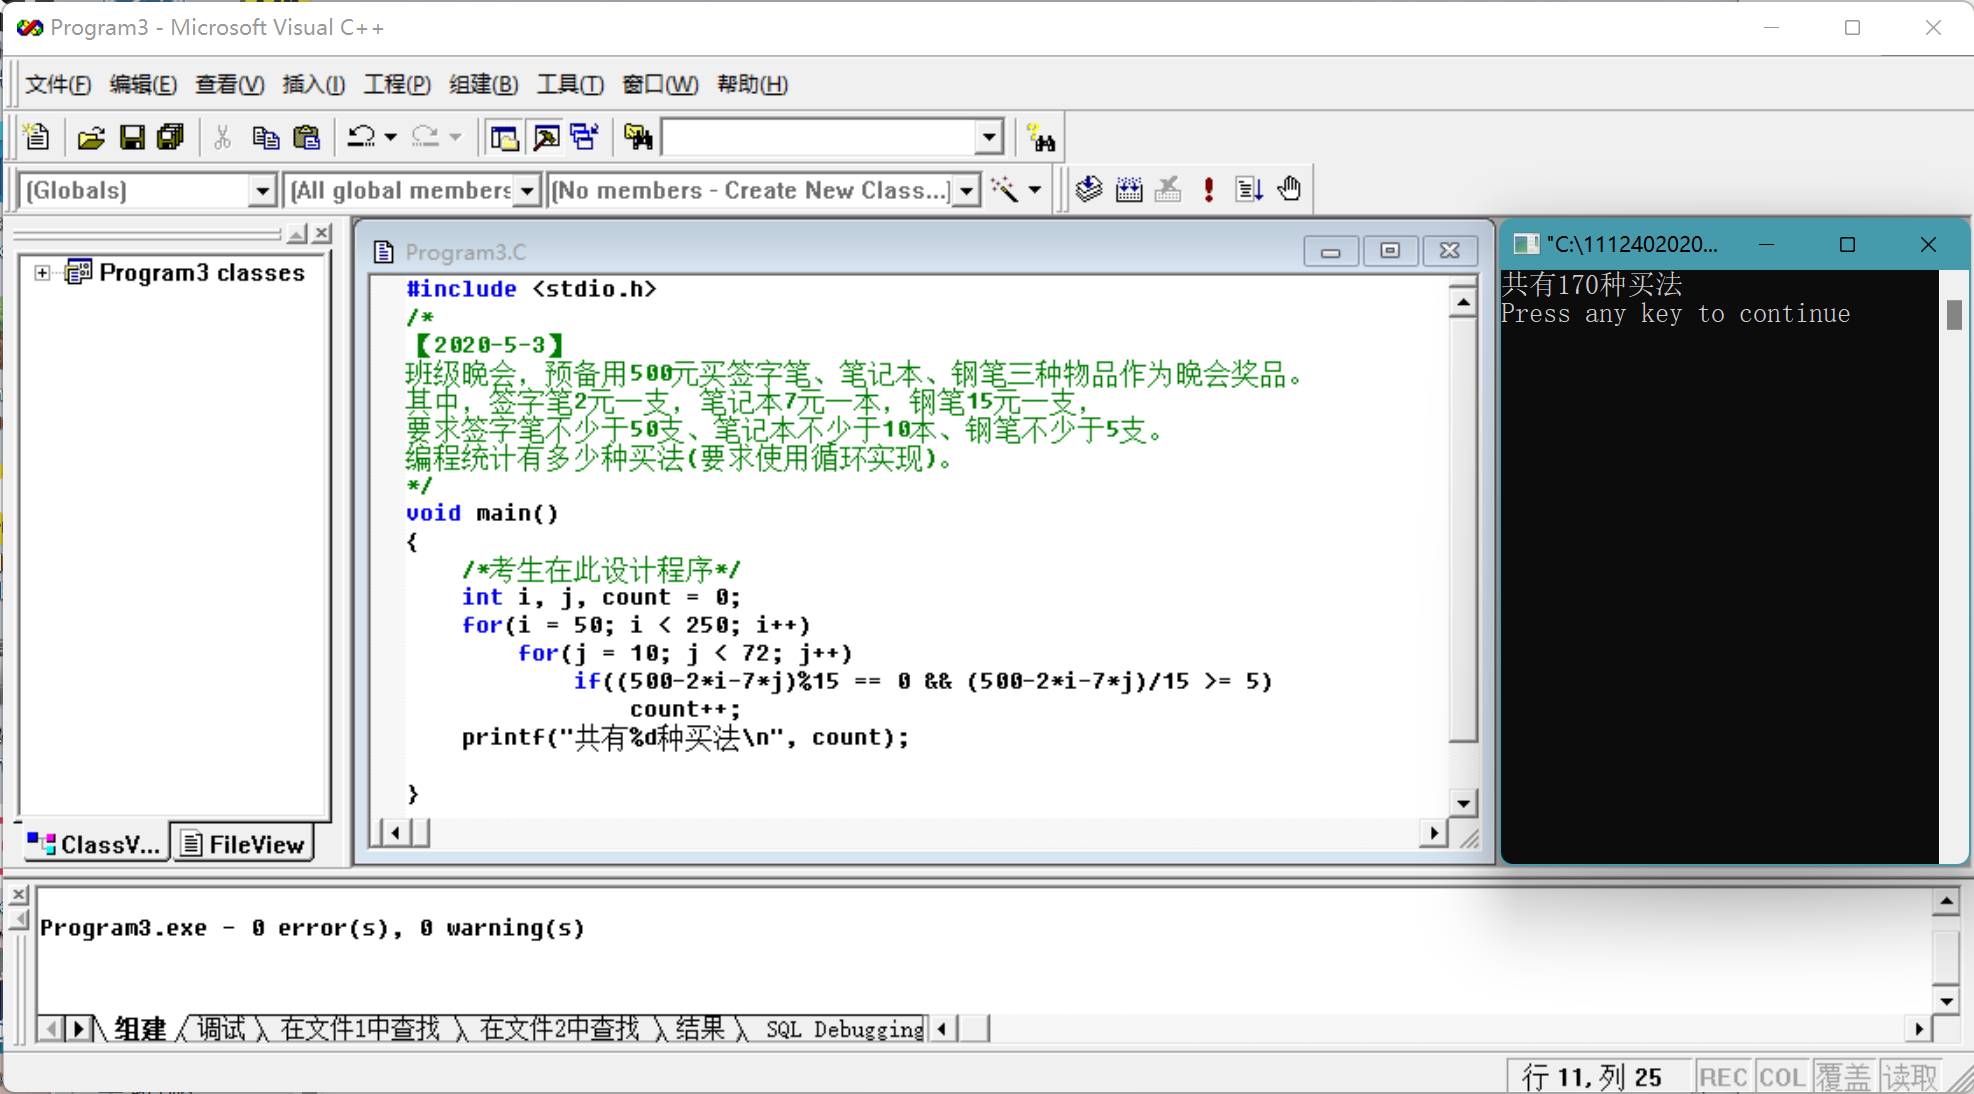 Program3 - Microsoft Visual C++
文件(F) 编辑(E) 查看(V) 插入(I) 工程(P) 组建(B) 工具(T) 窗口(W) 帮助(H)
(Globals) (All global members (No members - Create New Class...)
Program3 classes
ClassV... FileView
Program3.C
#include <stdio.h>
/*
【2020-5-3】
班级晚会，预备用500元买签字笔、笔记本、钢笔三种物品作为晚会奖品。
其中，签字笔2元一支，笔记本7元一本，钢笔15元一支，
要求签字笔不少于50支、笔记本不少于10本、钢笔不少于5支。
编程统计有多少种买法(要求使用循环实现)。
*/
void main()
{
/*考生在此设计程序*/
int i, j, count = 0;
for(i = 50; i < 250; i++)
for(j = 10; j < 72; j++)
if((500-2*i-7*j)%15 == 0 && (500-2*i-7*j)/15 >= 5)
count++;
printf("共有%d种买法\n", count);
}
"C:\1112402020...
共有170种买法
Press any key to continue
Program3.exe - 0 error(s), 0 warning(s)
组建 调试 在文件1中查找 在文件2中查找 结果 SQL Debugging
行 11, 列 25 REC COL 覆盖 读取